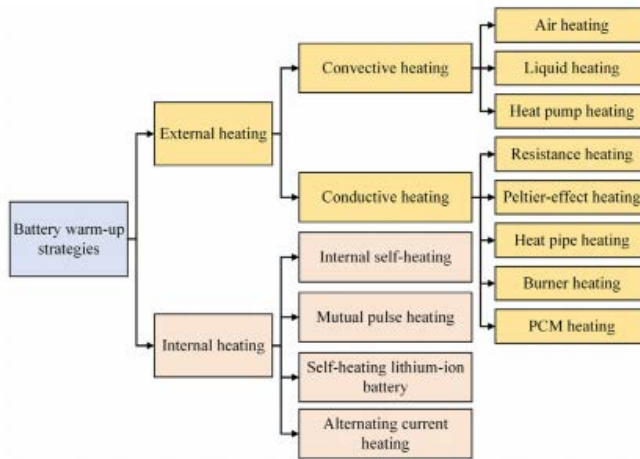 Air heating
Convective heating
Liquid heating
Heat pump heating
External heating
Resistance heating
Conductive heating
Peltier-effect heating
Battery warm-up
strategies
Heat pipe heating
Internal self-heating
Burner heating
Mutual pulse heating
PCM heating
Internal heating
Self-heating lithium-ion
battery
Alternating current
heating